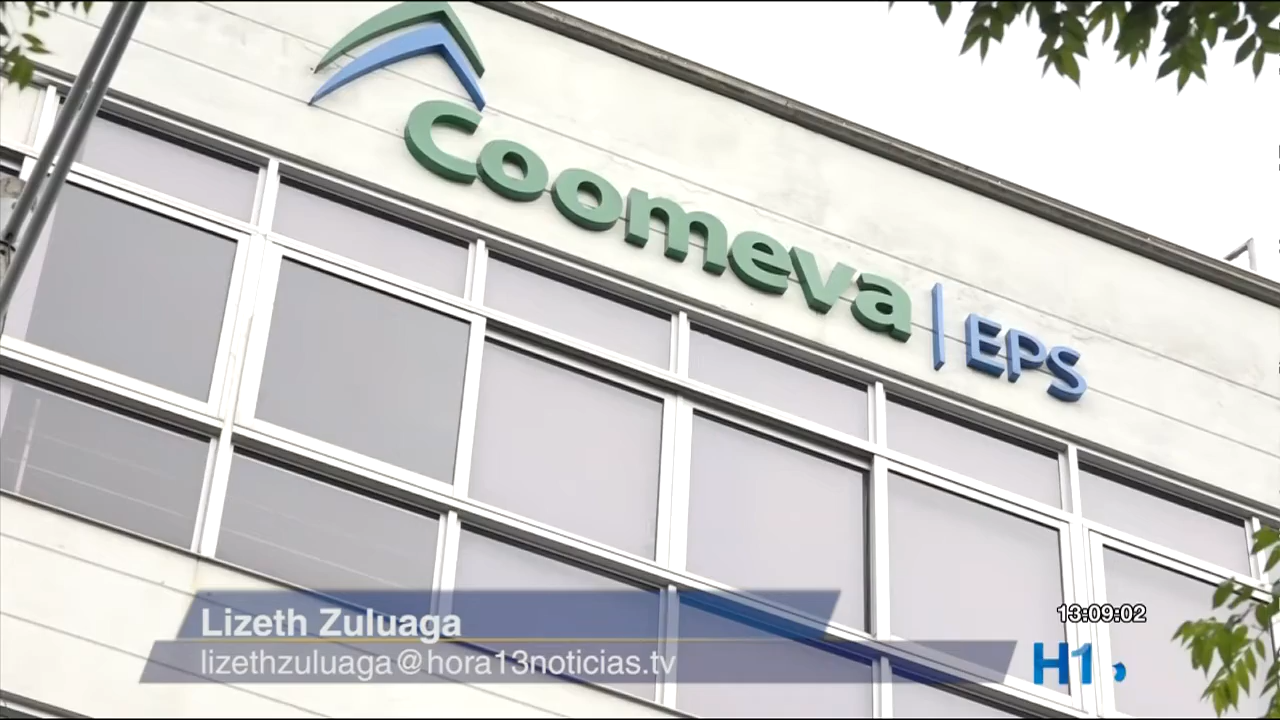 Coomeva | EPS
Lizeth Zuluaga
lizethzuluaga@hora13noticias.tv
13:09:02
H1